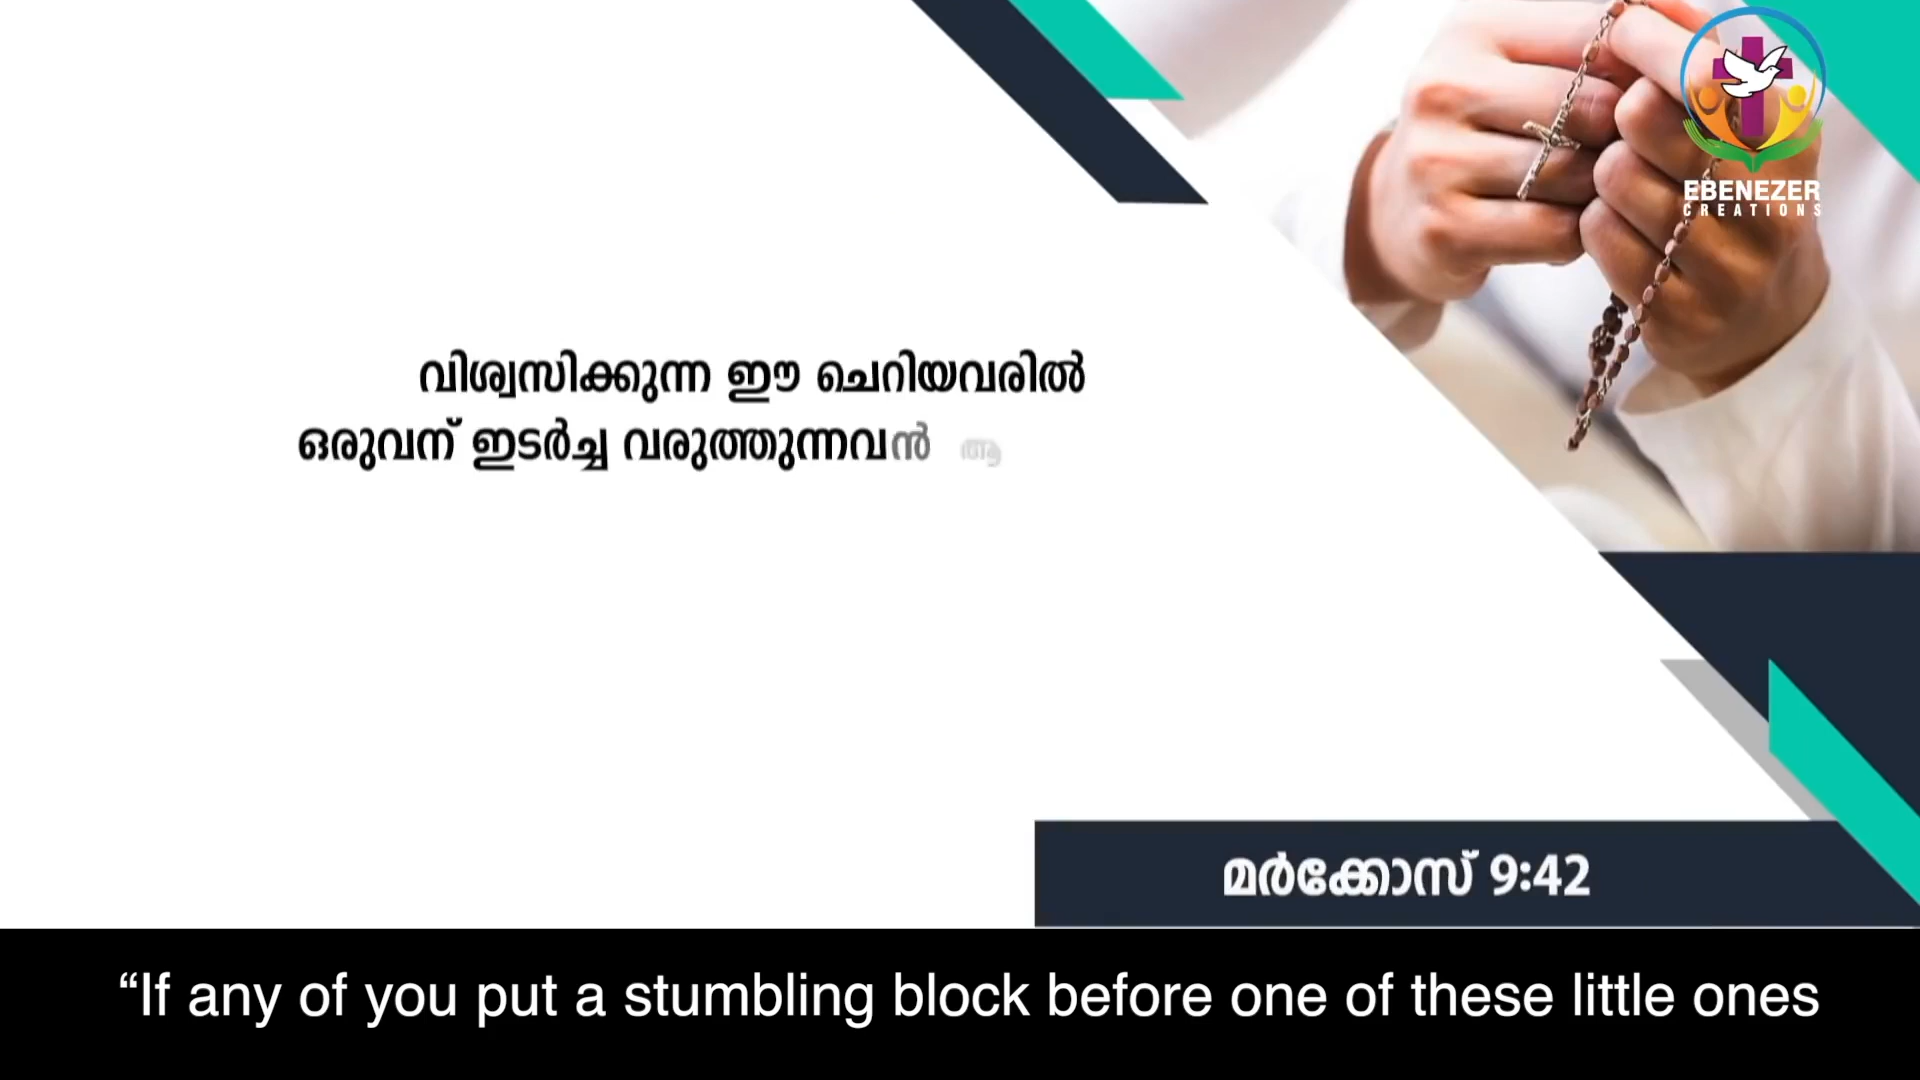 EBENEZER
CREATIONS
വിശ്വസിക്കുന്ന ഈ ചെറിയവരിൽ
ഒരുവന് ഇടർച്ച വരുത്തുന്നവൻ ആ
മർക്കോസ് 9:42
“If any of you put a stumbling block before one of these little ones